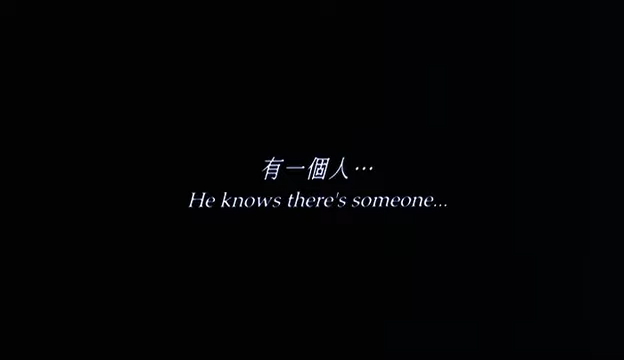 有一個人…
He knows there's someone...